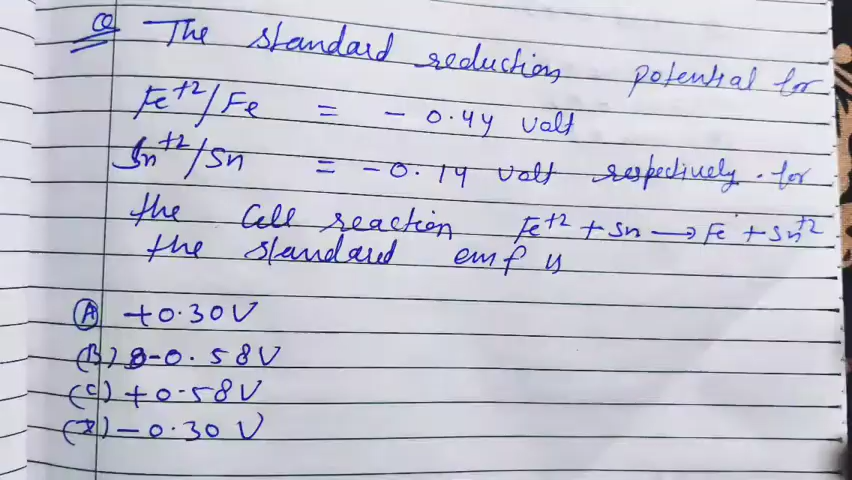 Q The standard reduction potential for
Fe+2/Fe = - 0.44 volt
Sn+2/Sn = -0.14 volt respectively. for
the Cell reaction Fe+2 + Sn → Fe + Sn+2
the standard emf is
(A) +0.30V
(B) -0.58V
(C) +0.58V
(D) -0.30V